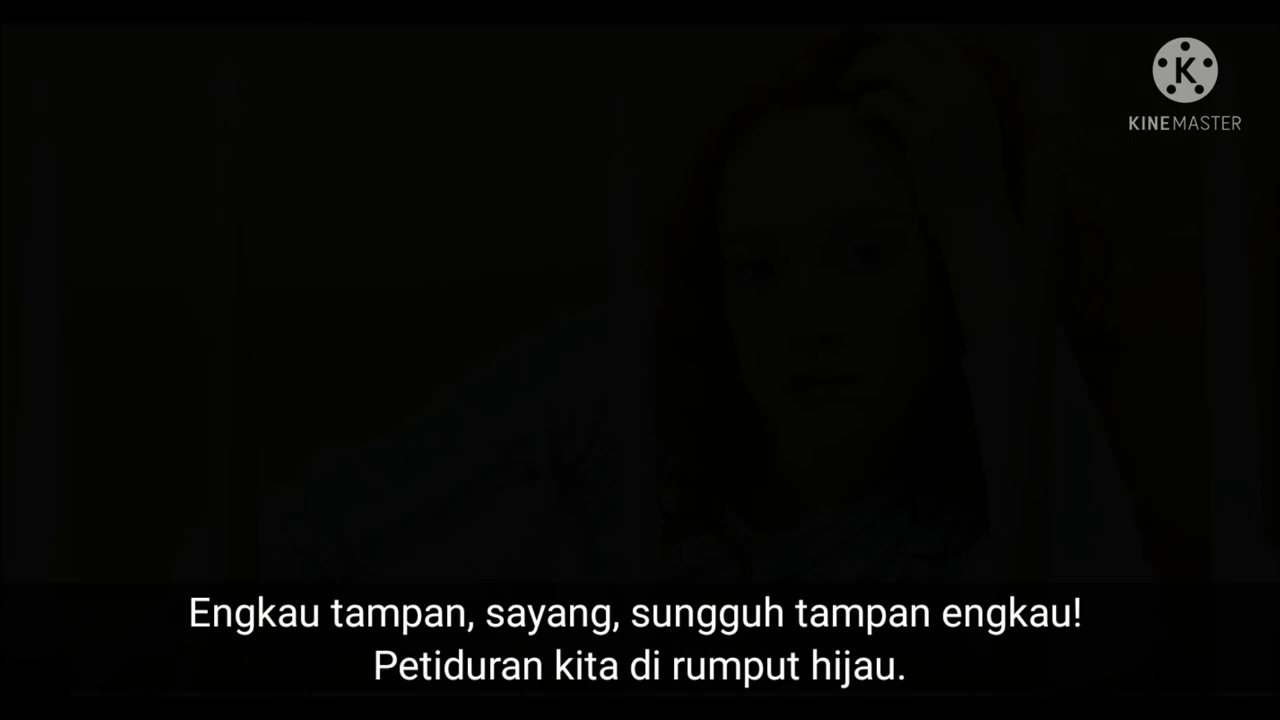 KINEMASTER
Engkau tampan, sayang, sungguh tampan engkau!
Petiduran kita di rumput hijau.